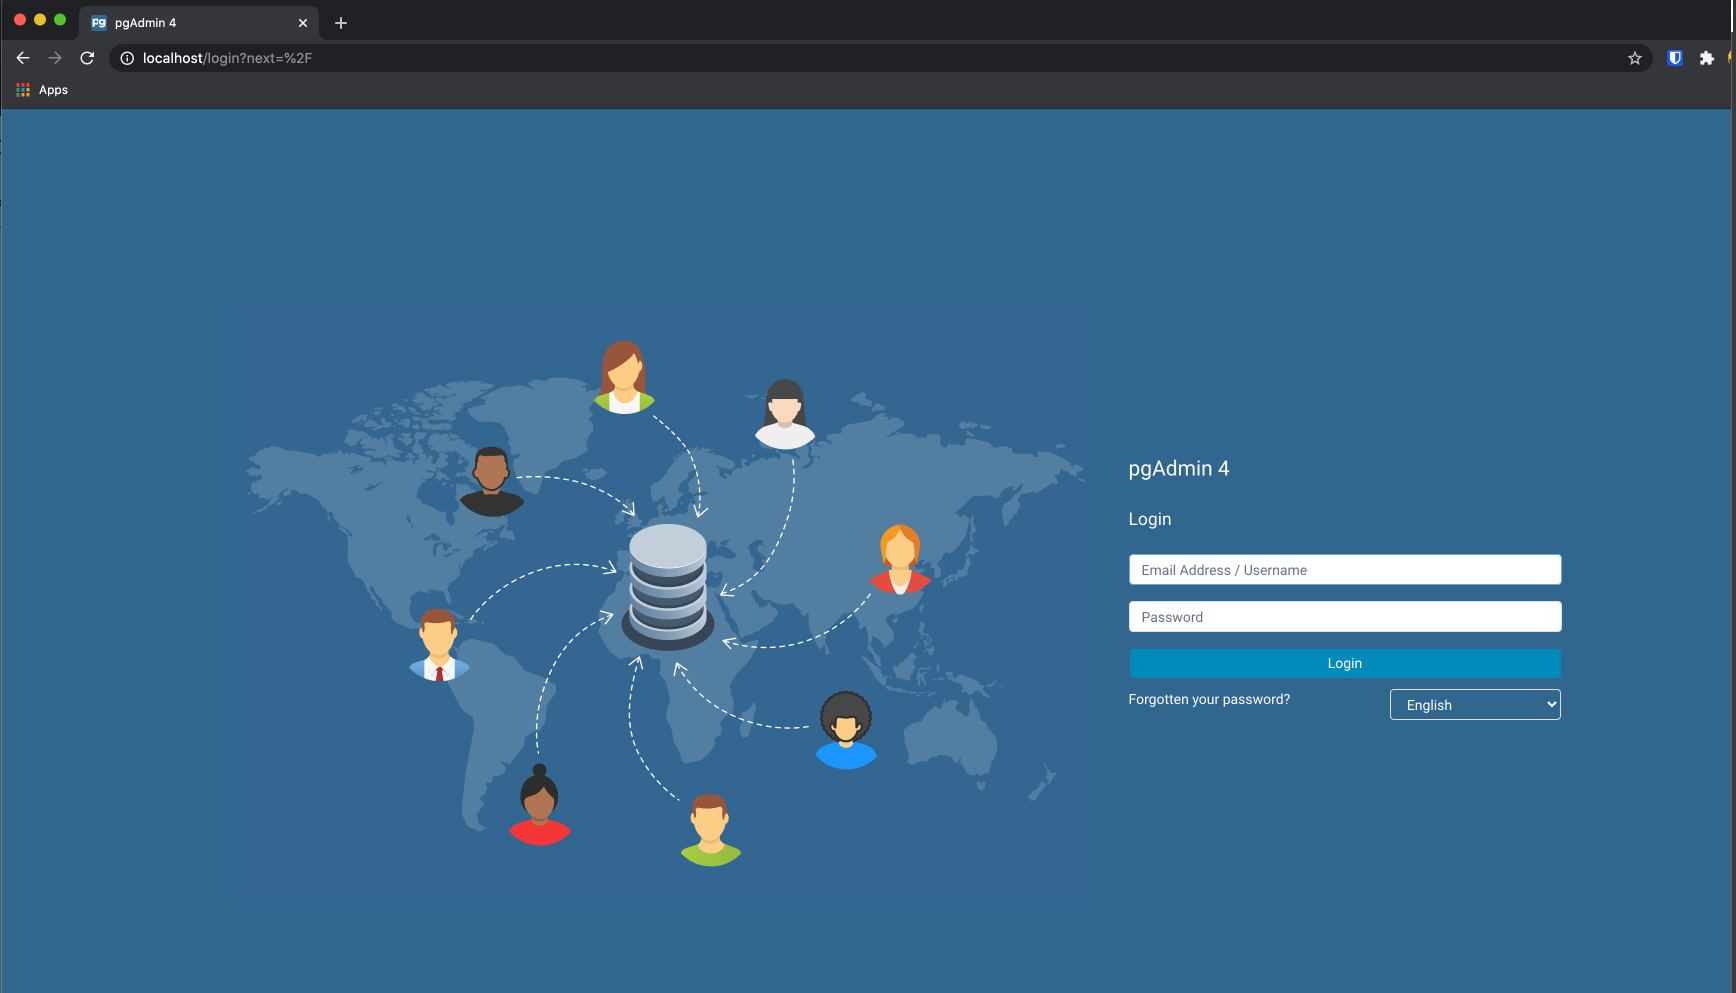 pg pgAdmin 4
localhost/login?next=%2F
Apps
pgAdmin 4
Login
Email Address / Username
Password
Login
Forgotten your password?
English